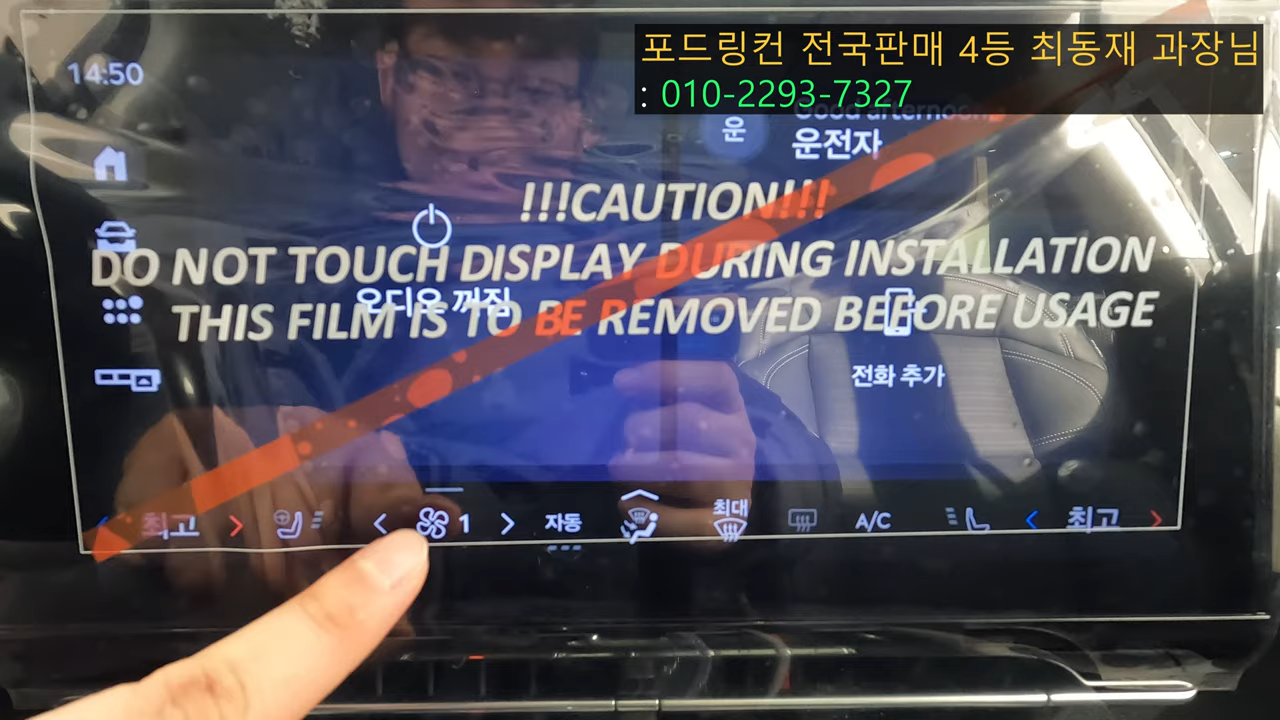 포드링컨 전국판매 4등 최동재 과장님
: 010-2293-7327
14:50
Good afternoon,
운
운전자
!!!CAUTION!!!
DO NOT TOUCH DISPLAY DURING INSTALLATION
오디오 꺼짐
THIS FILM IS TO BE REMOVED BEFORE USAGE
전화 추가
최고
1
자동
최대
A/C
최고